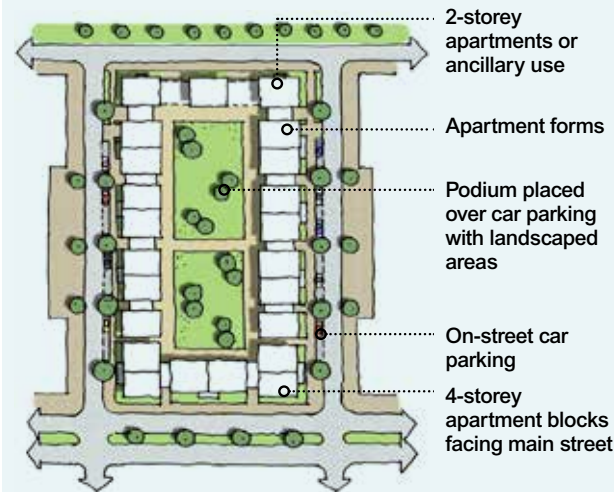 2-storey
apartments or
ancillary use
Apartment forms
Podium placed
over car parking
with landscaped
areas
On-street car
parking
4-storey
apartment blocks
facing main street